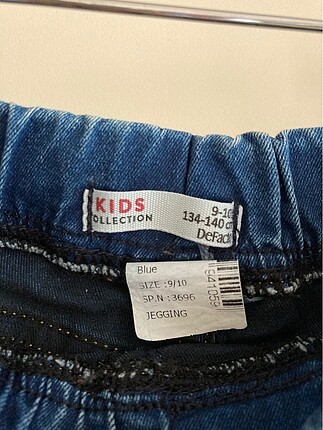 KIDS
COLLECTION
9-10
134-140 cm
DeFacto
Blue
SIZE :9/10
SP.N :3696
JEGGING